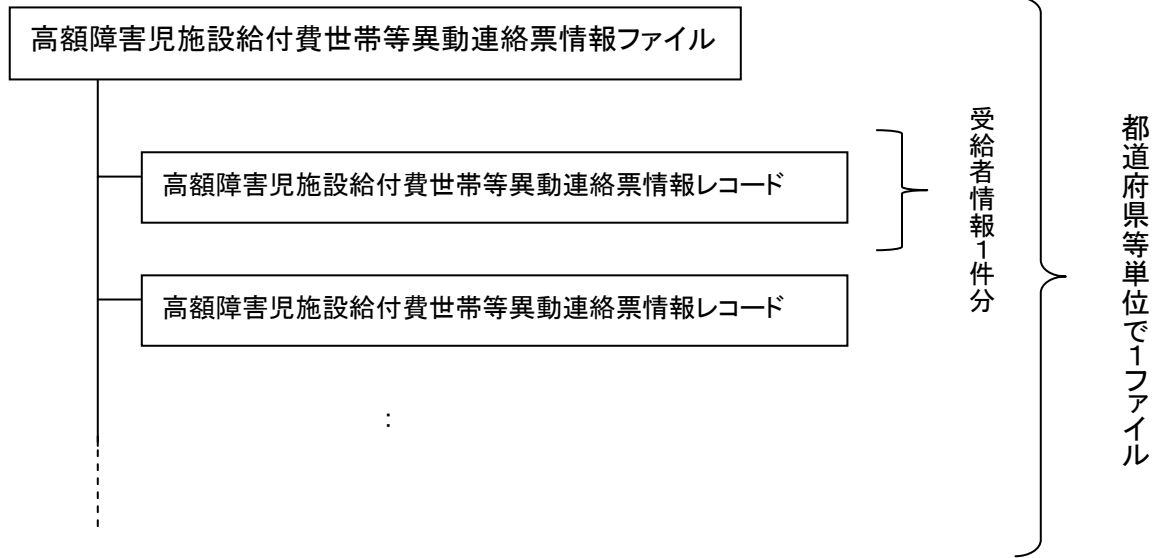 高額障害児施設給付費世帯等異動連絡票情報ファイル
高額障害児施設給付費世帯等異動連絡票情報レコード
高額障害児施設給付費世帯等異動連絡票情報レコード
:
受給者情報1件分
都道府県等単位で1ファイル